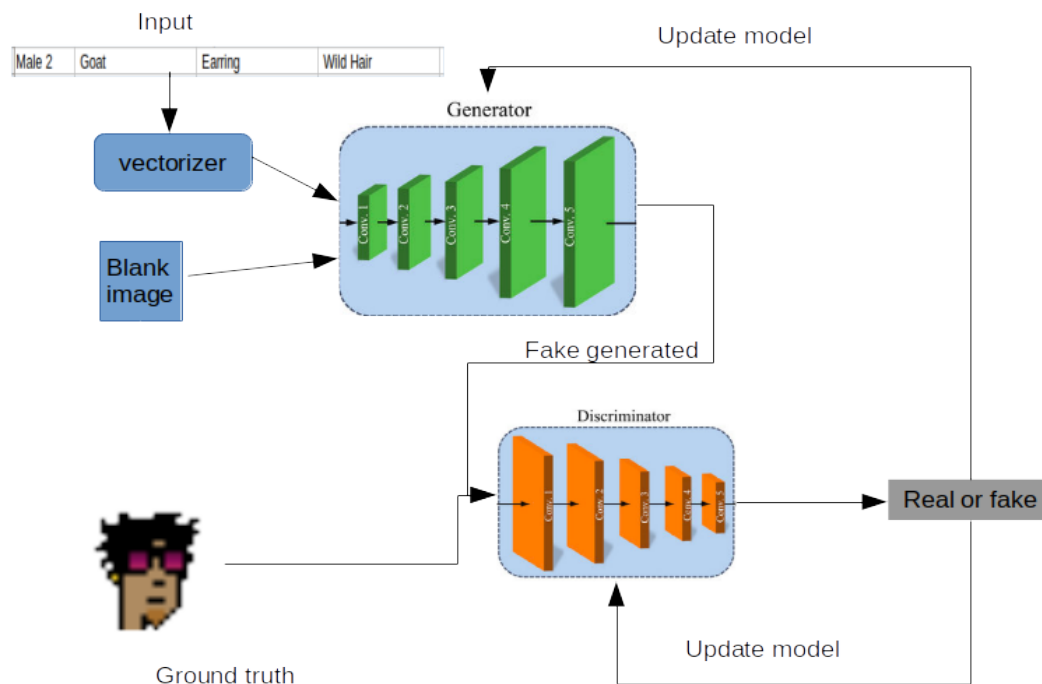 Input
Update model
Male 2 Goat Earring Wild Hair
Generator
vectorizer
Conv. 1
Conv. 2
Conv. 3
Conv. 4
Conv. 5
Blank
image
Fake generated
Discriminator
Conv. 1
Conv. 2
Conv. 3
Conv. 4
Conv. 5
Real or fake
Update model
Ground truth